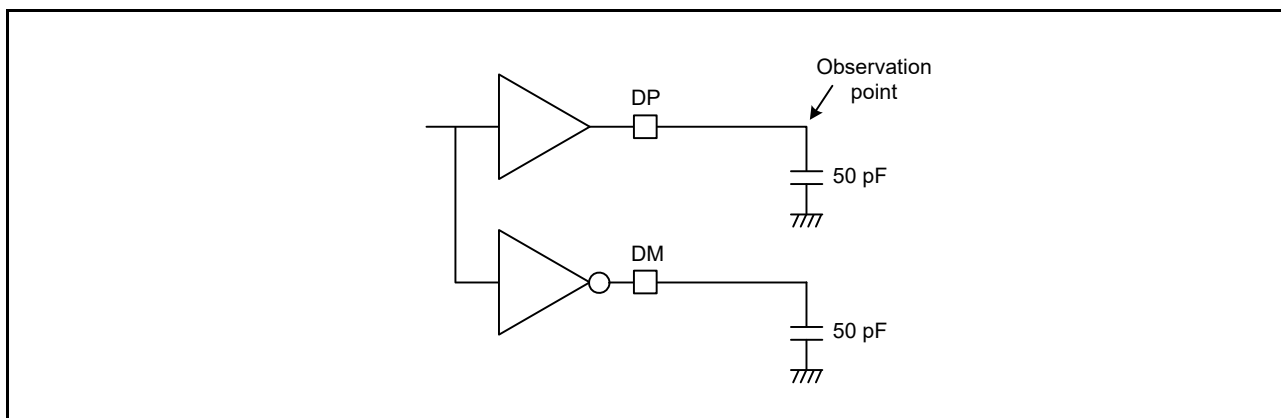 Observation
point
DP
50 pF
DM
50 pF